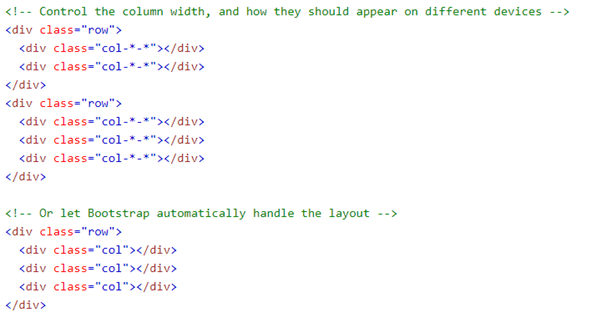 <!-- Control the column width, and how they should appear on different devices -->
<div class="row">
  <div class="col-*-*"></div>
  <div class="col-*-*"></div>
</div>
<div class="row">
  <div class="col-*-*"></div>
  <div class="col-*-*"></div>
  <div class="col-*-*"></div>
</div>

<!-- Or let Bootstrap automatically handle the layout -->
<div class="row">
  <div class="col"></div>
  <div class="col"></div>
  <div class="col"></div>
</div>